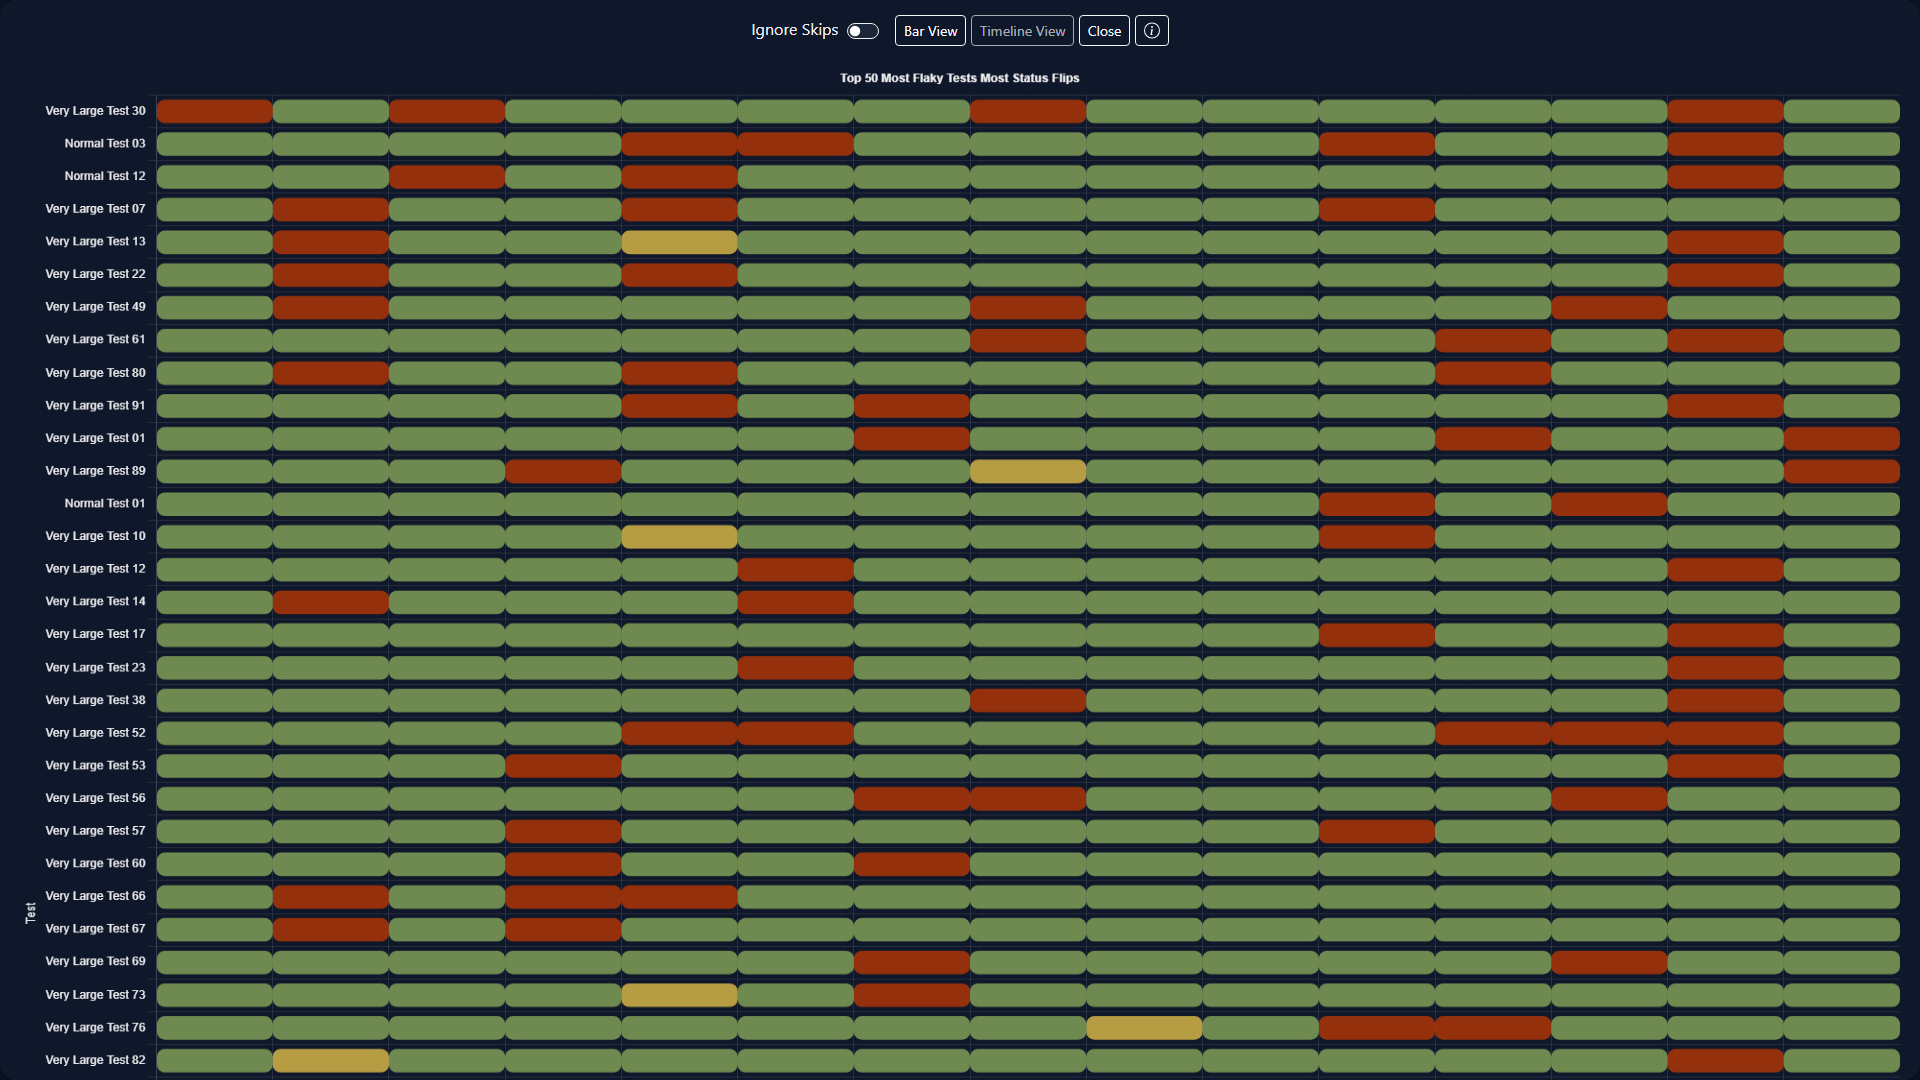 Ignore Skips
Bar View
Timeline View
Close
Top 50 Most Flaky Tests Most Status Flips
Very Large Test 30
Normal Test 03
Normal Test 12
Very Large Test 07
Very Large Test 13
Very Large Test 22
Very Large Test 49
Very Large Test 61
Very Large Test 80
Very Large Test 91
Very Large Test 01
Very Large Test 89
Normal Test 01
Very Large Test 10
Very Large Test 12
Very Large Test 14
Very Large Test 17
Very Large Test 23
Very Large Test 38
Very Large Test 52
Very Large Test 53
Very Large Test 56
Very Large Test 57
Very Large Test 60
Very Large Test 66
Very Large Test 67
Very Large Test 69
Very Large Test 73
Very Large Test 76
Very Large Test 82
Test